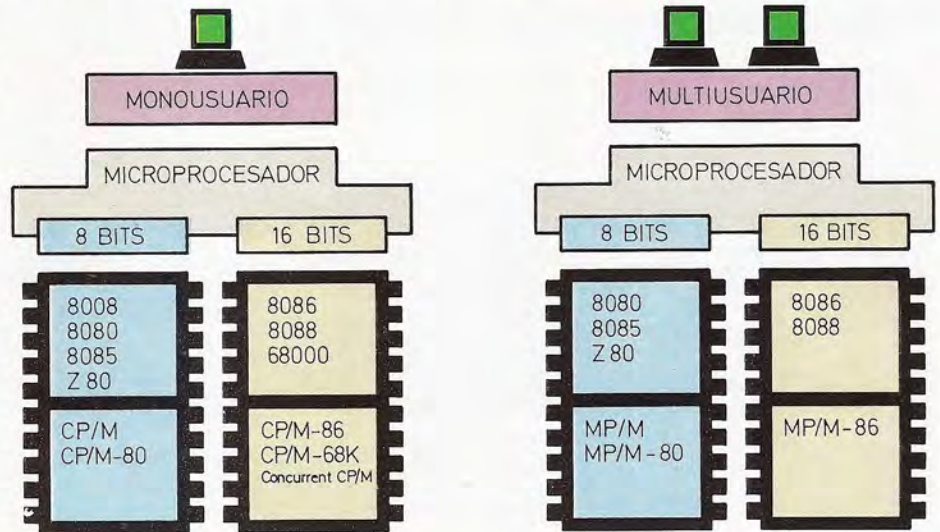 MONOUSUARIO
MICROPROCESADOR
8 BITS
16 BITS
8008
8080
8085
Z 80
8086
8088
68000
CP/M
CP/M-80
CP/M-86
CP/M-68K
Concurrent CP/M
MULTIUSUARIO
MICROPROCESADOR
8 BITS
16 BITS
8080
8085
Z 80
8086
8088
MP/M
MP/M-80
MP/M-86